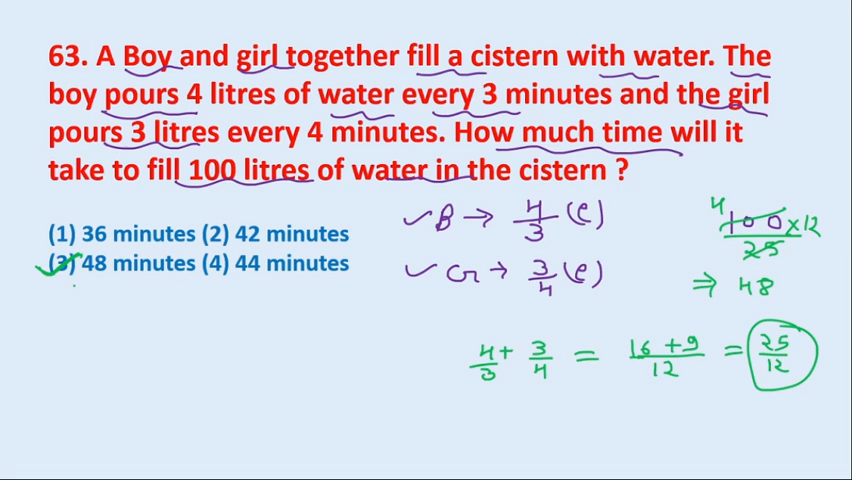 63. A Boy and girl together fill a cistern with water. The
boy pours 4 litres of water every 3 minutes and the girl
pours 3 litres every 4 minutes. How much time will it
take to fill 100 litres of water in the cistern ?
(1) 36 minutes (2) 42 minutes
(3) 48 minutes (4) 44 minutes
✓B → 4/3 (l)
✓G → 3/4 (l)
4
100 x 12 / 25
⇒ 48
4/3 + 3/4 = 16 + 9 / 12 = 25/12